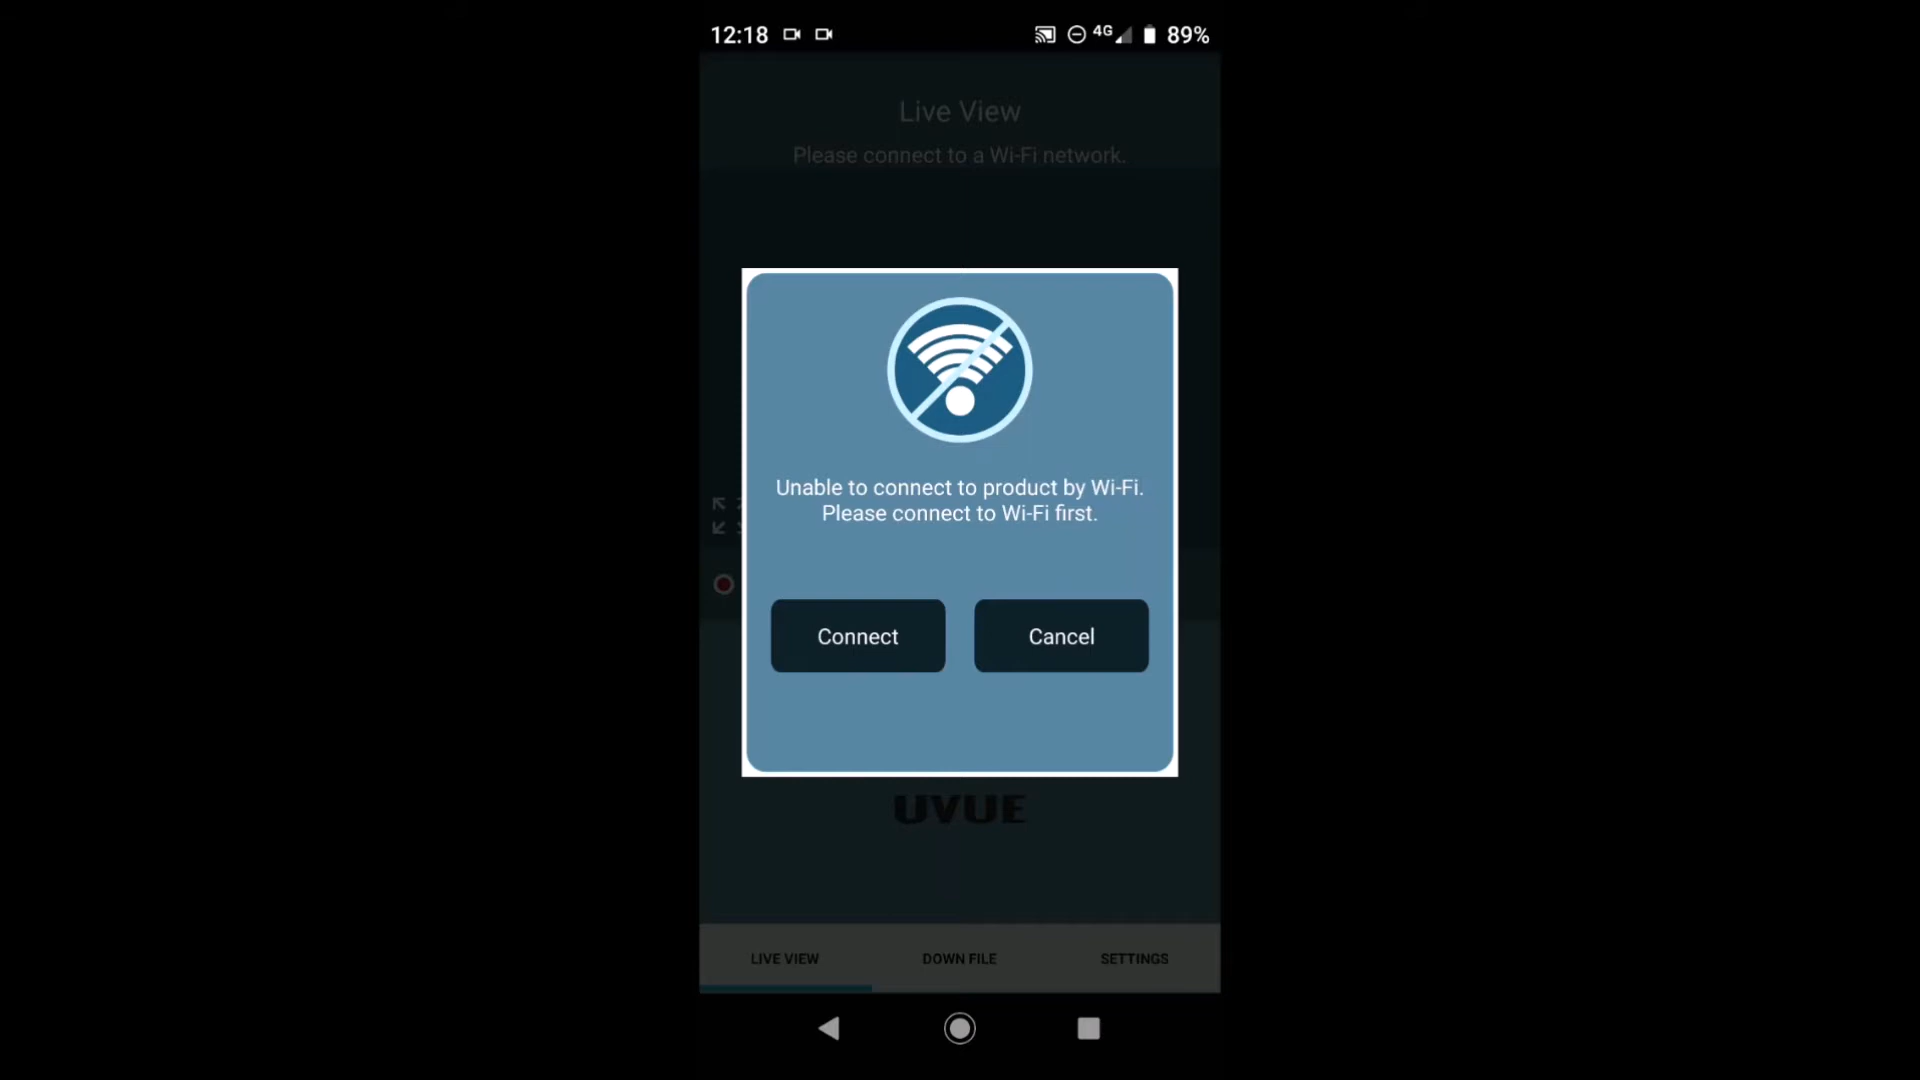 12:18 4G 89%
Live View
Please connect to a Wi-Fi network.
Unable to connect to product by Wi-Fi.
Please connect to Wi-Fi first.
Connect Cancel
UVUE
LIVE VIEW DOWN FILE SETTINGS